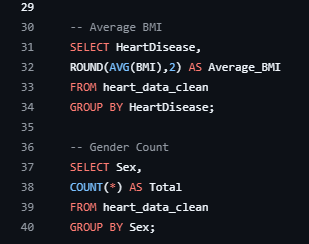 29
30 -- Average BMI
31 SELECT HeartDisease,
32 ROUND(AVG(BMI),2) AS Average_BMI
33 FROM heart_data_clean
34 GROUP BY HeartDisease;
35
36 -- Gender Count
37 SELECT Sex,
38 COUNT(*) AS Total
39 FROM heart_data_clean
40 GROUP BY Sex;